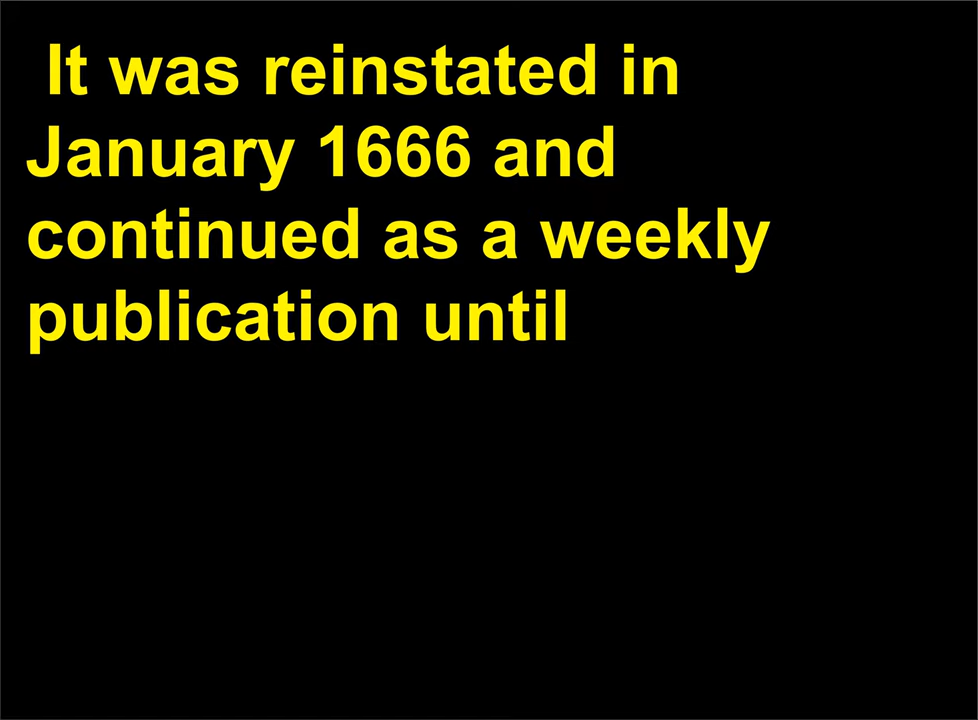 It was reinstated in
January 1666 and
continued as a weekly
publication until